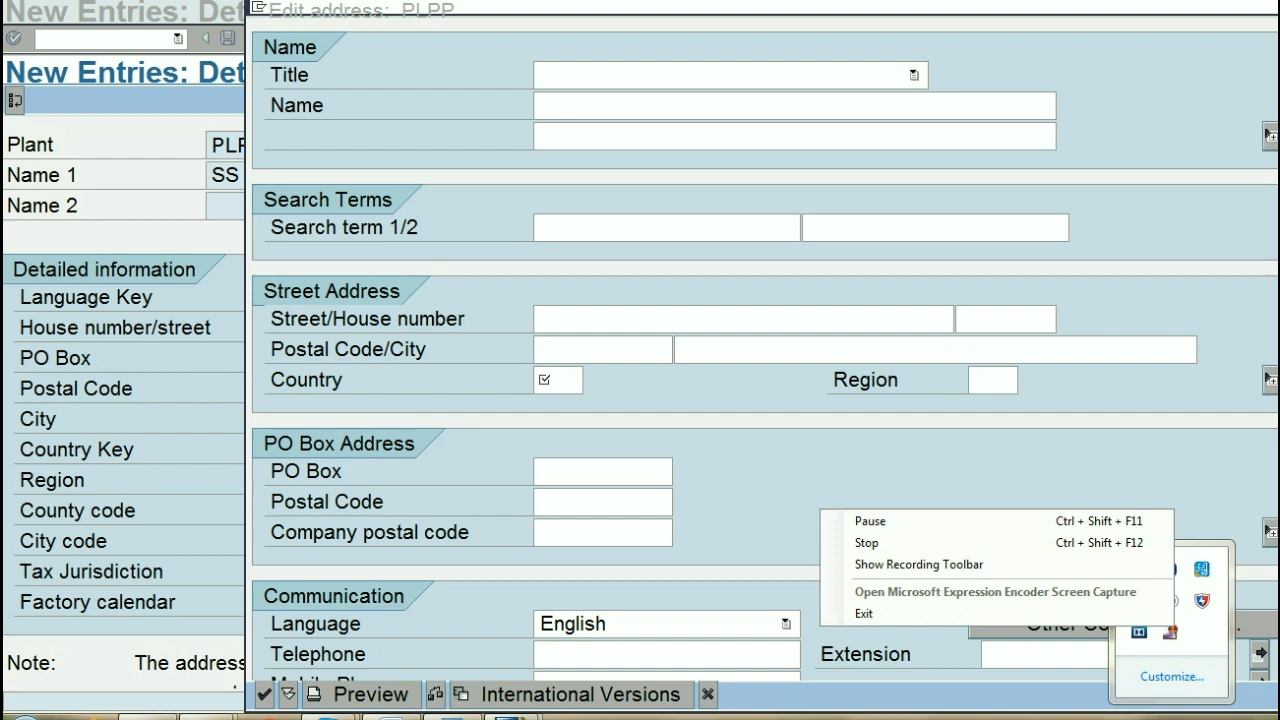 New Entries: Det
Edit address: PLPP
New Entries: Det
Name
Title
Name
Plant
PLP
Name 1
SS
Name 2
Search Terms
Search term 1/2
Detailed information
Language Key
House number/street
PO Box
Postal Code
City
Country Key
Region
County code
City code
Tax Jurisdiction
Factory calendar
Note: The address
Street Address
Street/House number
Postal Code/City
Country
Region
PO Box Address
PO Box
Postal Code
Company postal code
Communication
Language English
Telephone
Extension
Preview
International Versions
Pause Ctrl + Shift + F11
Stop Ctrl + Shift + F12
Show Recording Toolbar
Open Microsoft Expression Encoder Screen Capture
Exit
Customize...